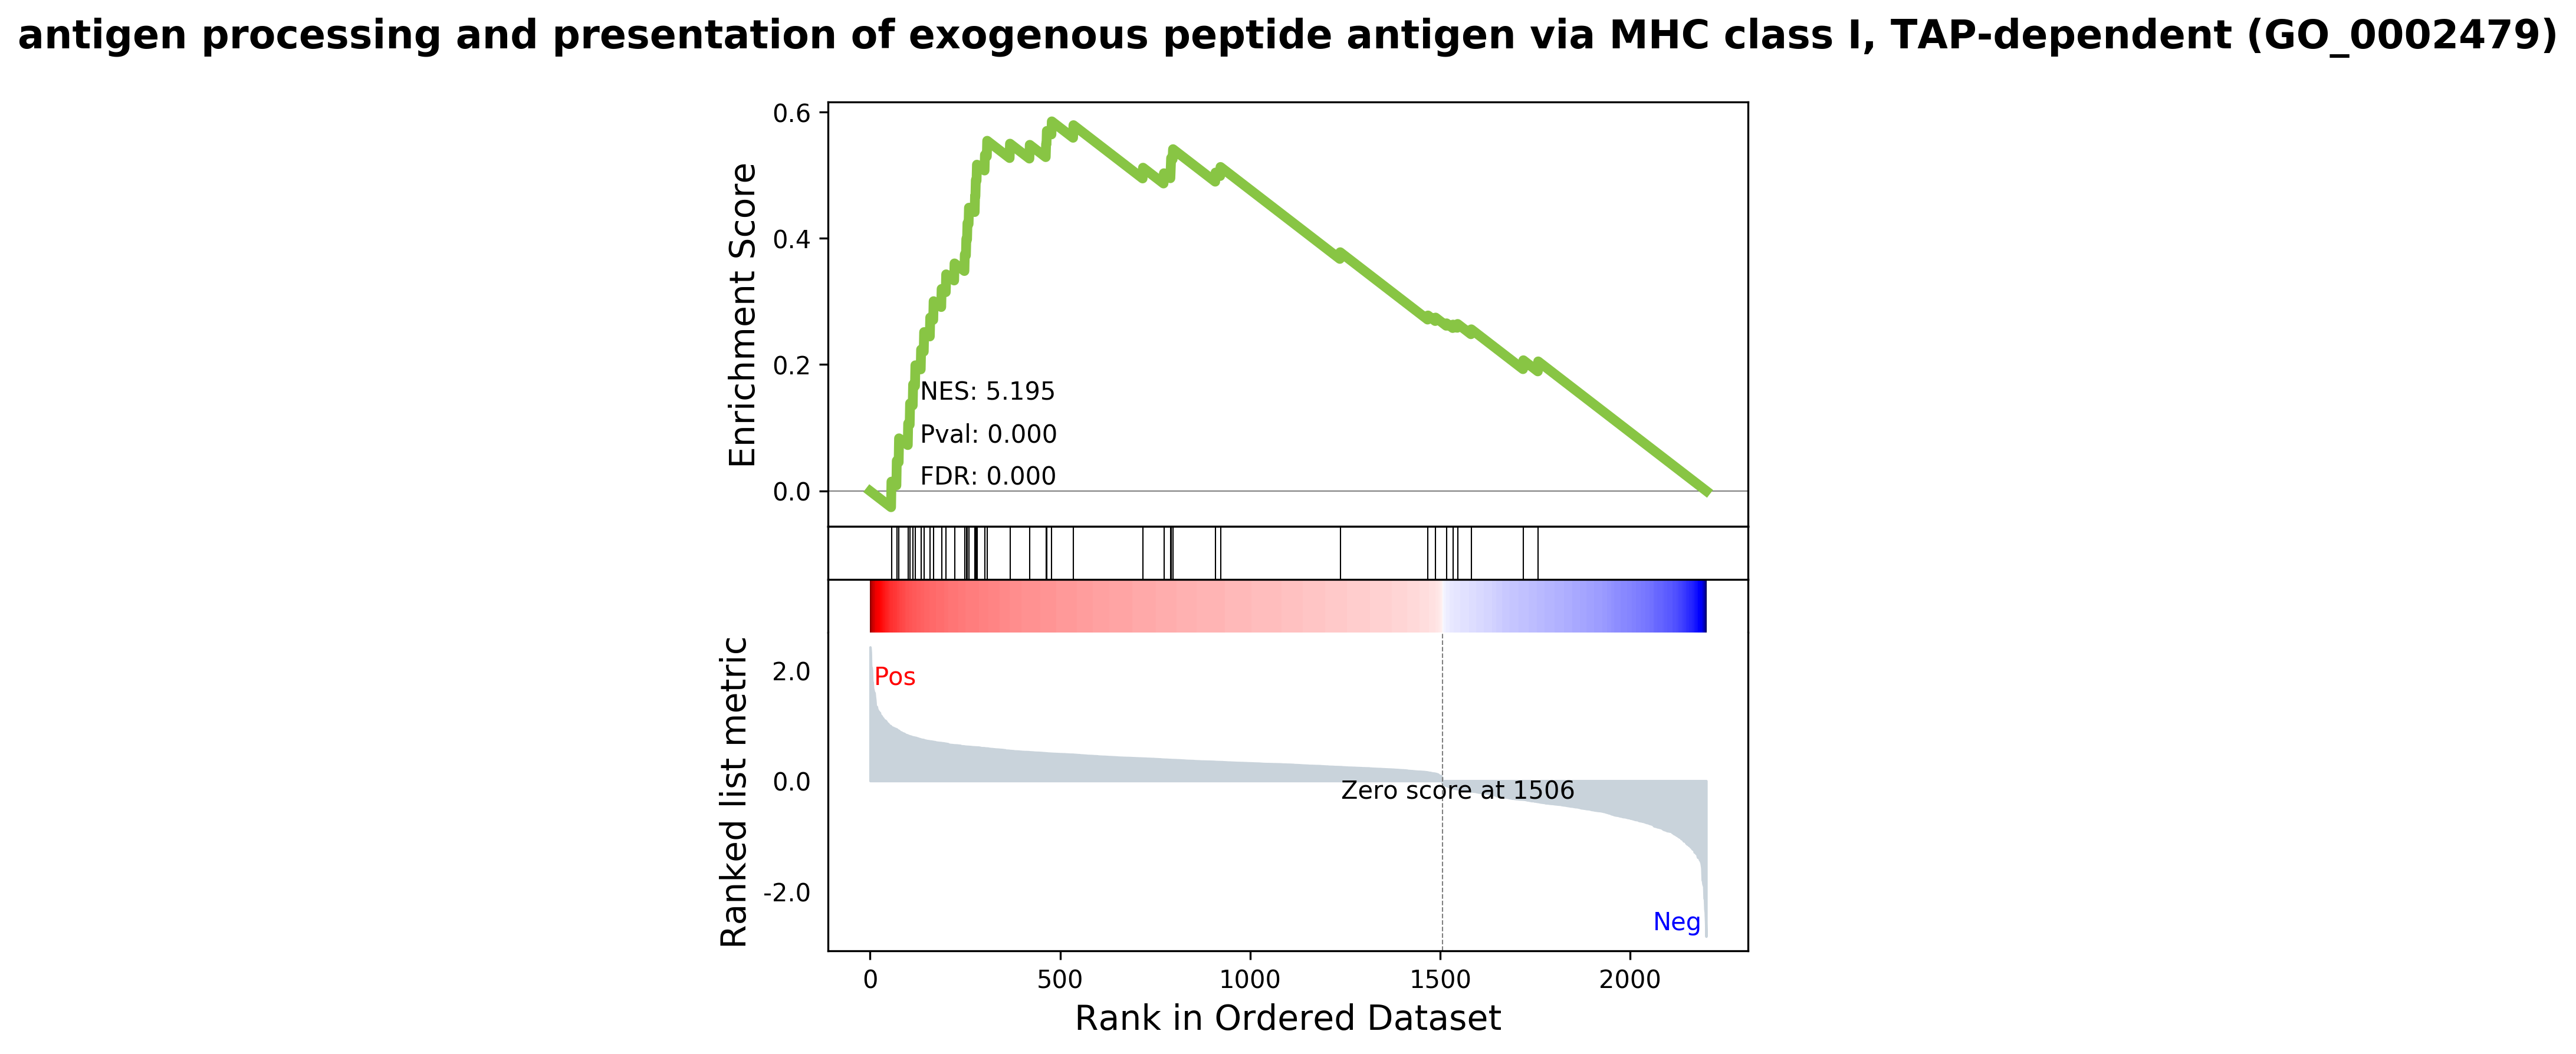 antigen processing and presentation of exogenous peptide antigen via MHC class I, TAP-dependent (GO_0002479)
Enrichment Score
0.6
0.4
0.2
0.0
NES: 5.195
Pval: 0.000
FDR: 0.000
Ranked list metric
2.0
0.0
-2.0
Pos
Zero score at 1506
Neg
0 500 1000 1500 2000
Rank in Ordered Dataset